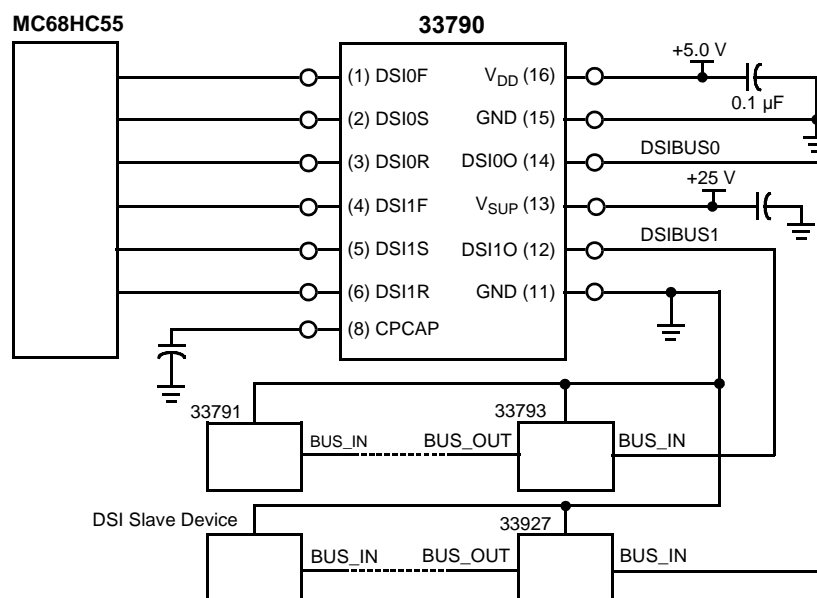 MC68HC55
33790
(1) DSI0F
(2) DSI0S
(3) DSI0R
(4) DSI1F
(5) DSI1S
(6) DSI1R
(8) CPCAP
VDD (16)
GND (15)
DSI0O (14)
VSUP (13)
DSI1O (12)
GND (11)
+5.0 V
0.1 µF
DSIBUS0
+25 V
DSIBUS1
33791
33793
BUS_IN
BUS_OUT
BUS_IN
DSI Slave Device
33927
BUS_IN
BUS_OUT
BUS_IN